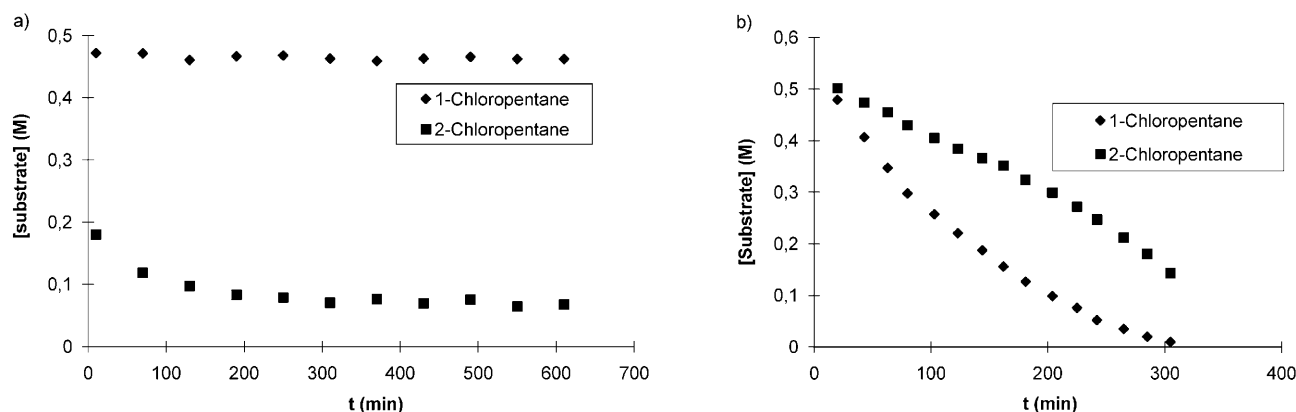 a)
[substrate] (M)
0,5
0,4
0,3
0,2
0,1
0
0 100 200 300 400 500 600 700
t (min)
1-Chloropentane
2-Chloropentane
b)
[Substrate] (M)
0,6
0,5
0,4
0,3
0,2
0,1
0
0 100 200 300 400
t (min)
1-Chloropentane
2-Chloropentane